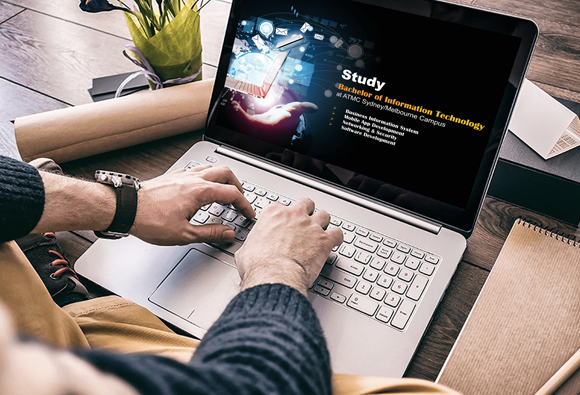 Study
Bachelor of Information Technology
at ATMC Sydney/Melbourne Campus
Business Information System
Mobile App Development
Networking & Security
Software Development